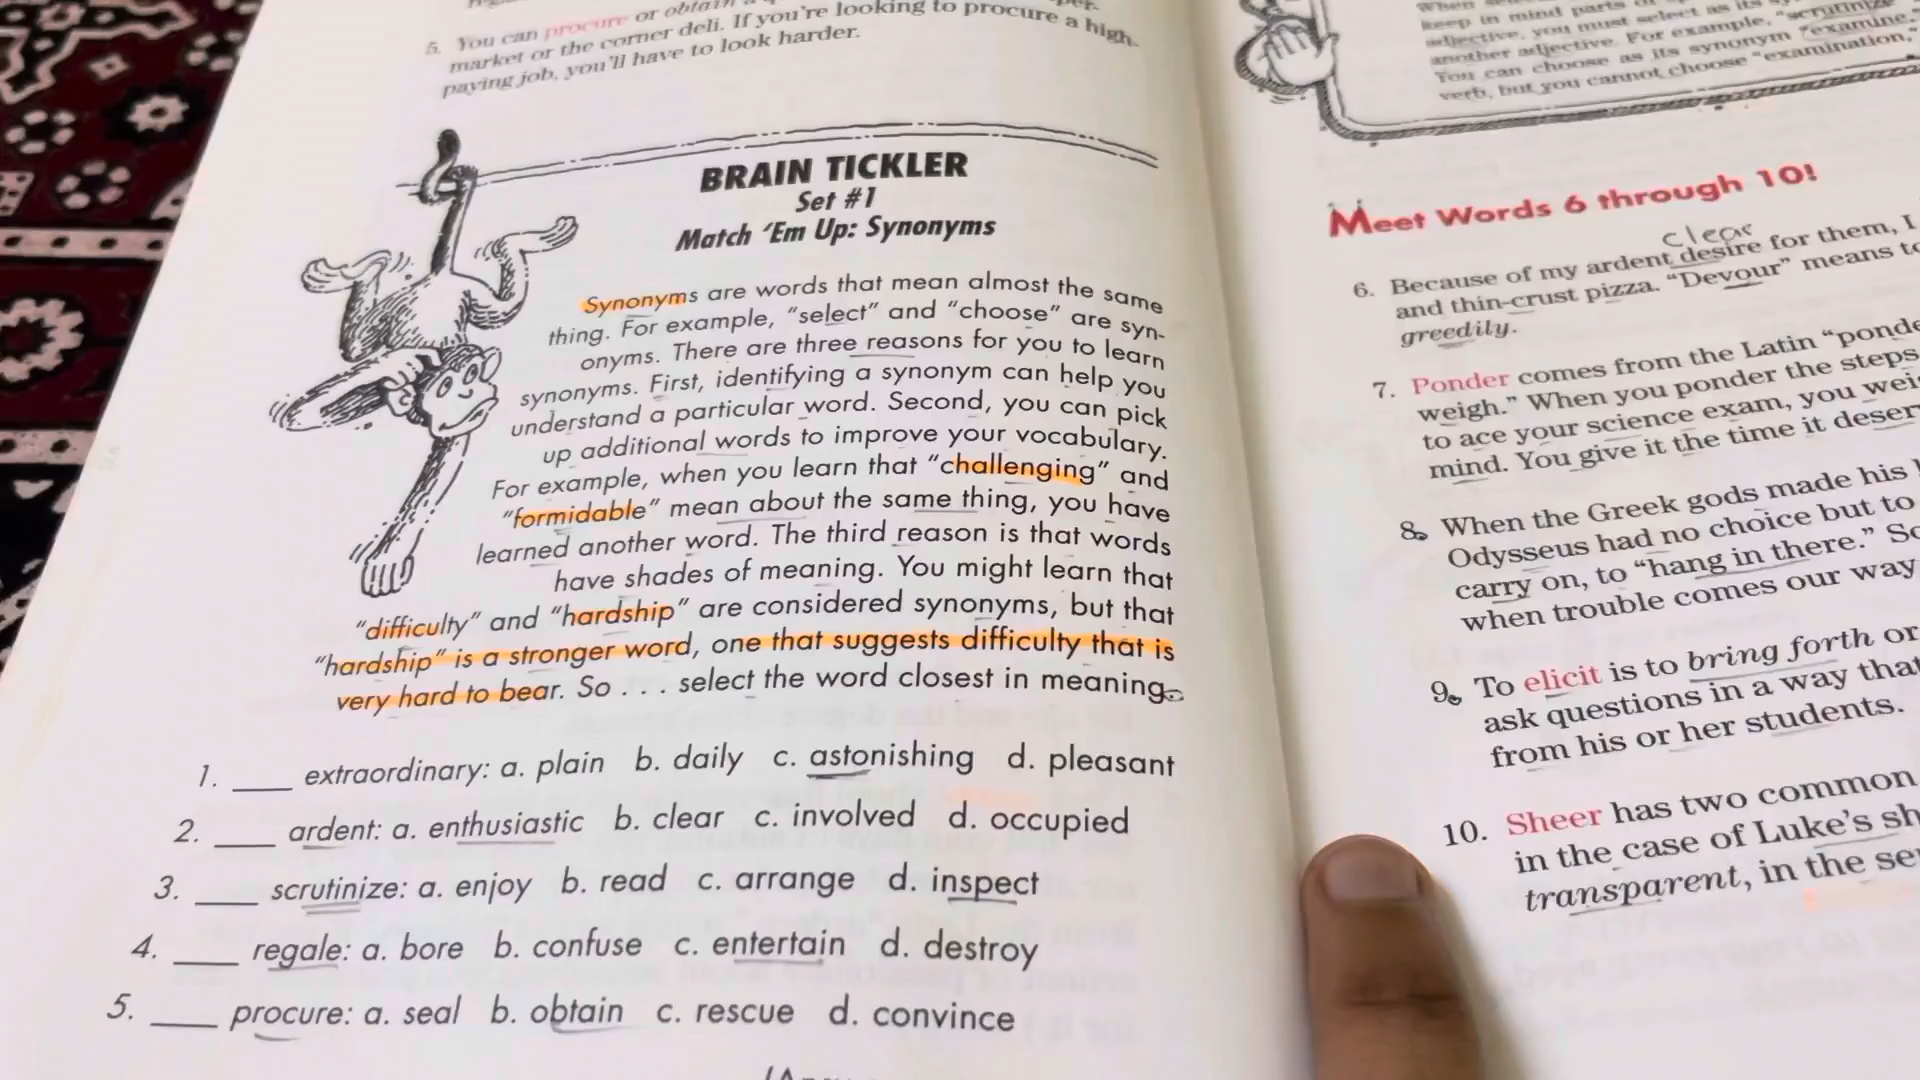 5. You can procure or obtain a
market or the corner deli. If you're looking to procure a high-
paying job, you'll have to look harder.
BRAIN TICKLER
Set #1
Match 'Em Up: Synonyms
Synonyms are words that mean almost the same
thing. For example, "select" and "choose" are syn-
onyms. There are three reasons for you to learn
synonyms. First, identifying a synonym can help you
understand a particular word. Second, you can pick
up additional words to improve your vocabulary.
For example, when you learn that "challenging" and
"formidable" mean about the same thing, you have
learned another word. The third reason is that words
have shades of meaning. You might learn that
"difficulty" and "hardship" are considered synonyms, but that
"hardship" is a stronger word, one that suggests difficulty that is
very hard to bear. So . . . select the word closest in meaning.
1. ____ extraordinary: a. plain b. daily c. astonishing d. pleasant
2. ____ ardent: a. enthusiastic b. clear c. involved d. occupied
3. ____ scrutinize: a. enjoy b. read c. arrange d. inspect
4. ____ regale: a. bore b. confuse c. entertain d. destroy
5. ____ procure: a. seal b. obtain c. rescue d. convince
keep in mind parts
adjective, you must select as its
another adjective. For example, "scrutinize
You can choose as its synonym "examine,"
verb, but you cannot choose "examination,"
Meet Words 6 through 10!
clear
6. Because of my ardent desire for them, I
and thin-crust pizza. "Devour" means to
greedily.
7. Ponder comes from the Latin "ponde
weigh." When you ponder the steps
to ace your science exam, you weig
to mind. You give it the time it deser
8. When the Greek gods made his
Odysseus had no choice but to
carry on, to "hang in there." So
when trouble comes our way
9. To elicit is to bring forth or
ask questions in a way that
from his or her students.
10. Sheer has two common
in the case of Luke's sh
transparent, in the se